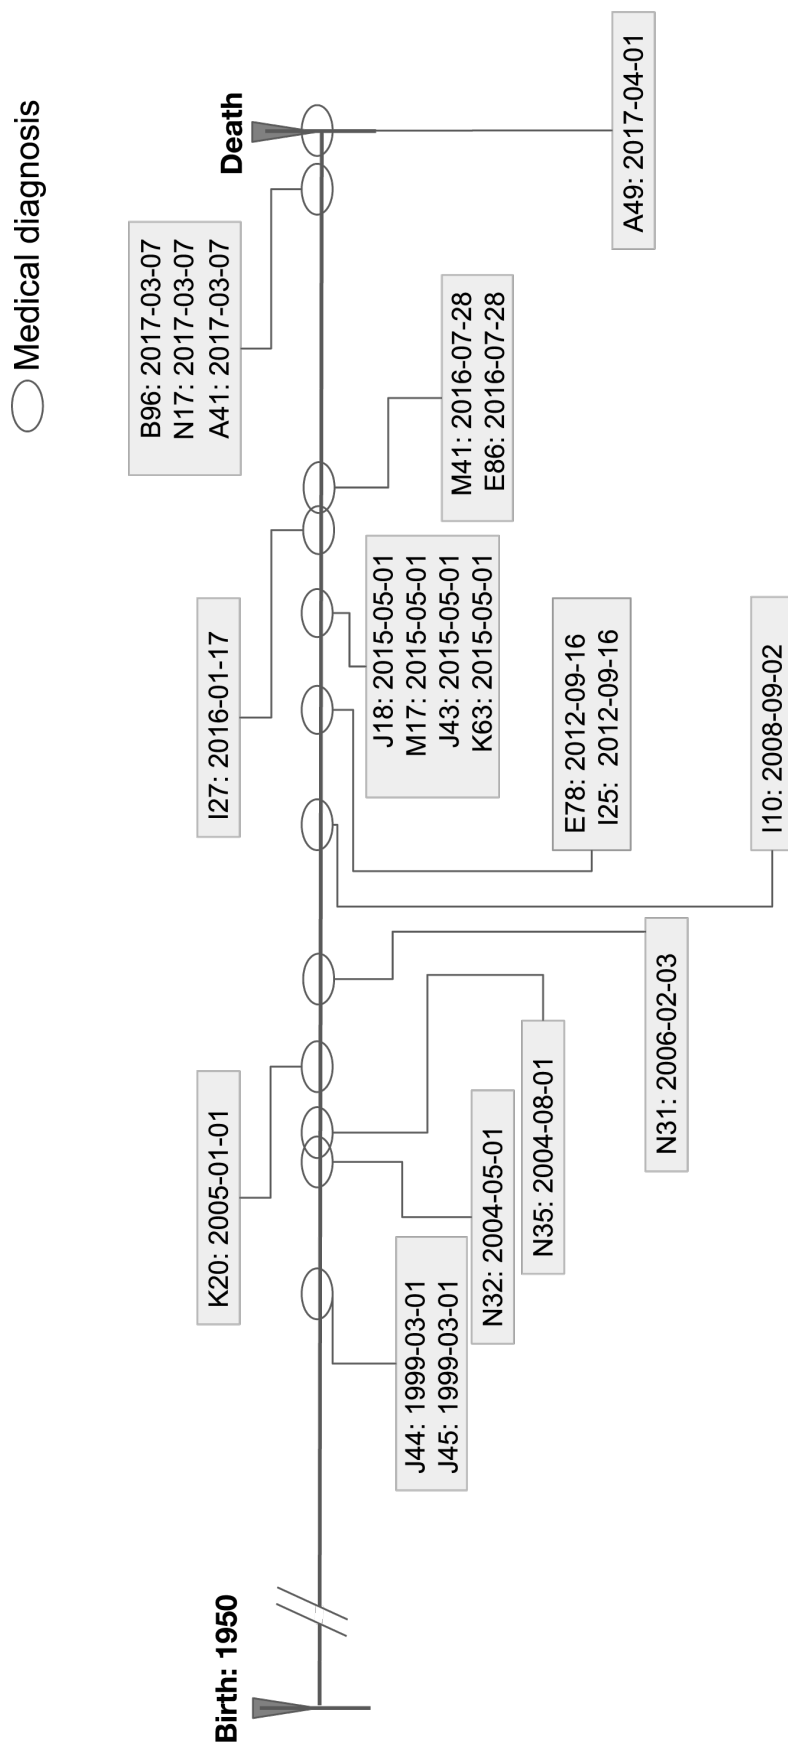 Medical diagnosis
Birth: 1950
Death
J44: 1999-03-01
J45: 1999-03-01
N32: 2004-05-01
N35: 2004-08-01
K20: 2005-01-01
N31: 2006-02-03
I10: 2008-09-02
E78: 2012-09-16
I25: 2012-09-16
J18: 2015-05-01
M17: 2015-05-01
J43: 2015-05-01
K63: 2015-05-01
I27: 2016-01-17
M41: 2016-07-28
E86: 2016-07-28
B96: 2017-03-07
N17: 2017-03-07
A41: 2017-03-07
A49: 2017-04-01